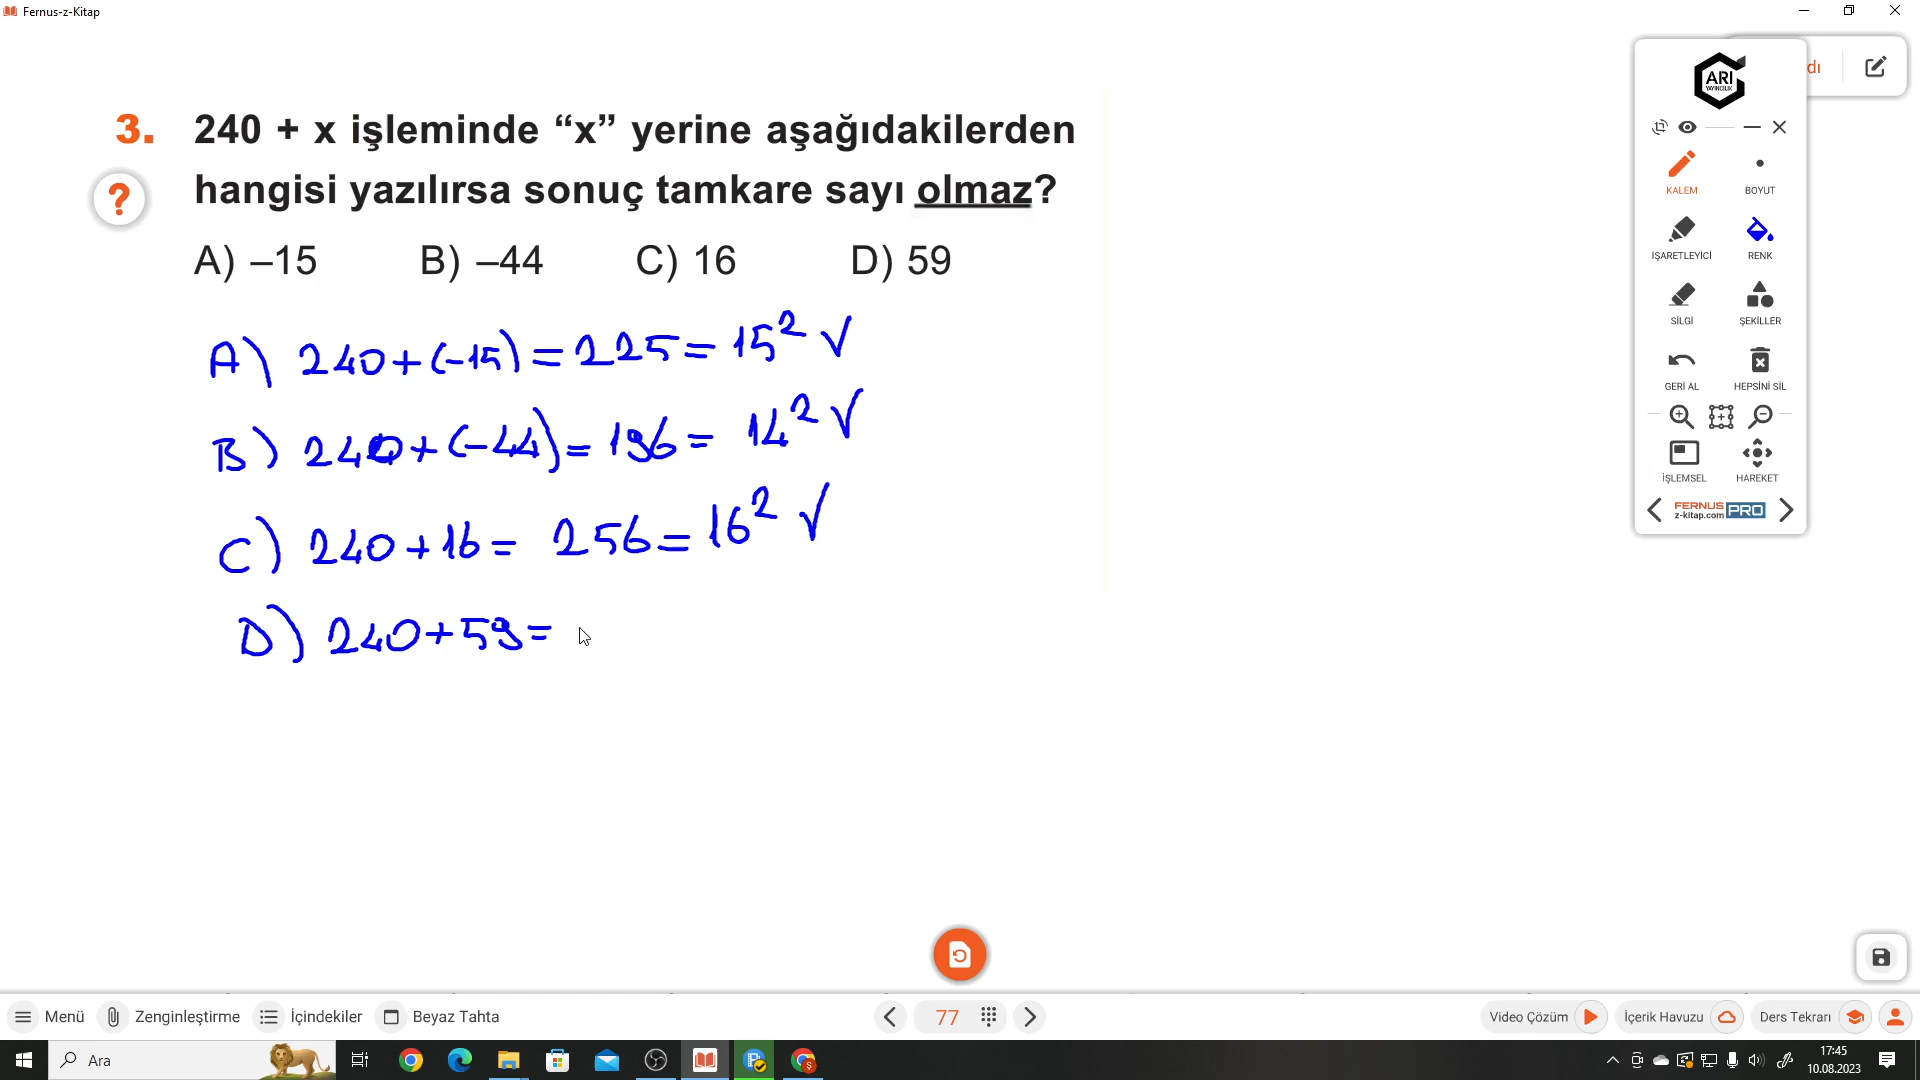 Fernus-z-Kitap
dı
ARI
YAYINCILIK
3. 240 + x işleminde “x” yerine aşağıdakilerden
? hangisi yazılırsa sonuç tamkare sayı olmaz?
A) –15 B) –44 C) 16 D) 59
A) 240+(-15) = 225 = 15² √
B) 240+(-44) = 196 = 14² √
C) 240+16 = 256 = 16² √
D) 240+59 =
KALEM BOYUT
İŞARETLEYİCİ RENK
SİLGİ ŞEKİLLER
GERİ AL HEPSİNİ SİL
İŞLEMSEL HAREKET
FERNUS
z-kitap.com PRO
Menü Zenginleştirme İçindekiler Beyaz Tahta 77 Video Çözüm İçerik Havuzu Ders Tekrarı
Ara
17:45
10.08.2023